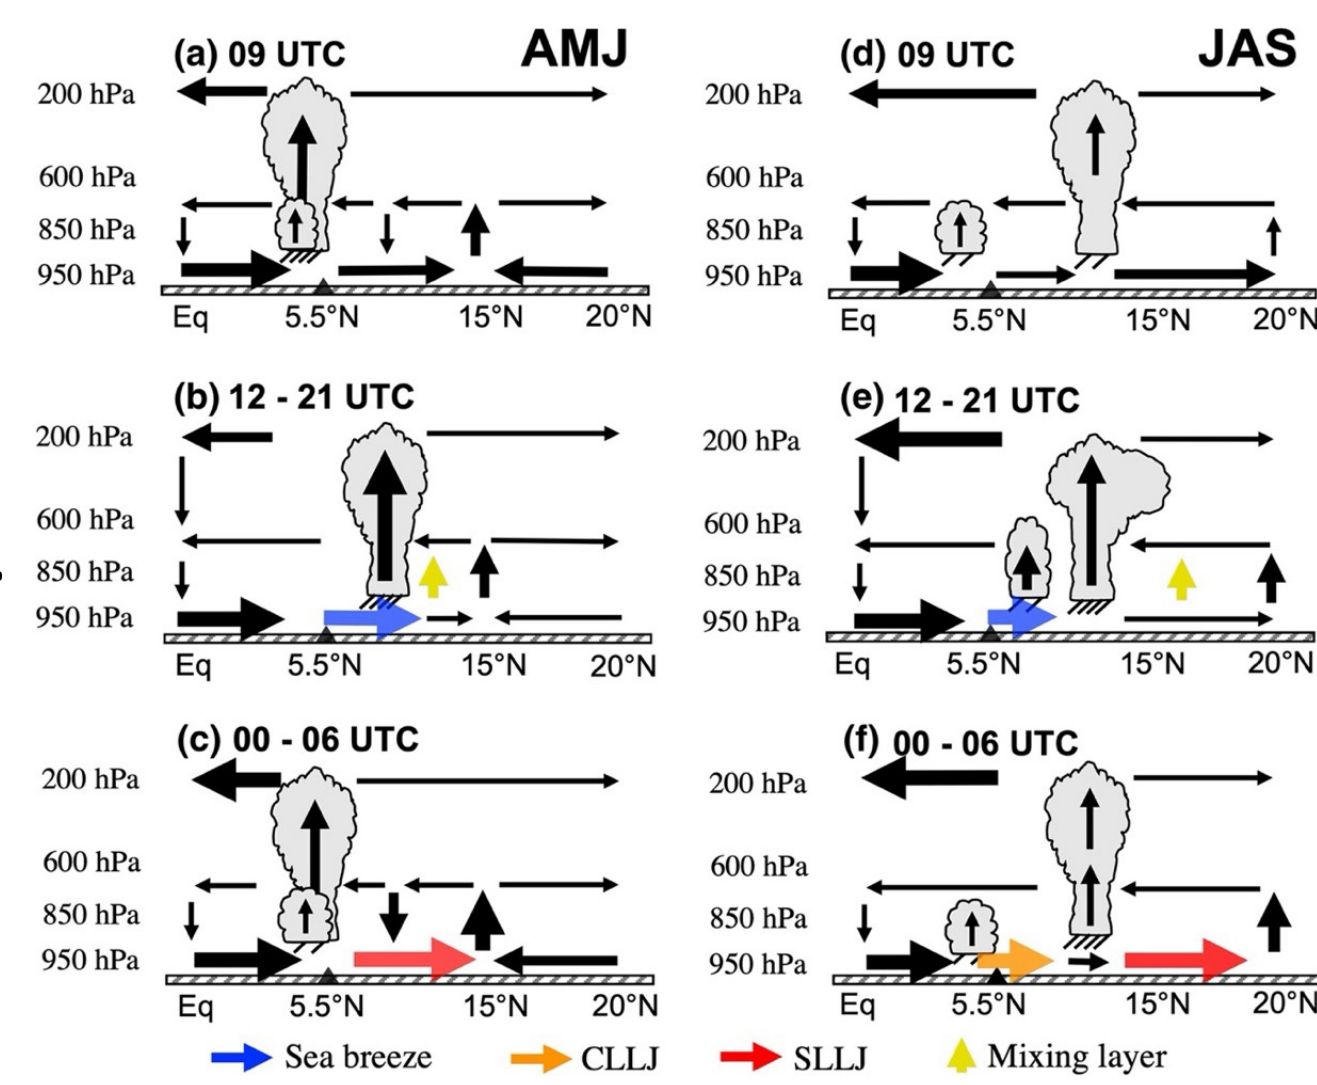 (a) 09 UTC AMJ
200 hPa
600 hPa
850 hPa
950 hPa
Eq 5.5°N 15°N 20°N
(d) 09 UTC JAS
200 hPa
600 hPa
850 hPa
950 hPa
Eq 5.5°N 15°N 20°N
(b) 12 - 21 UTC
200 hPa
600 hPa
850 hPa
950 hPa
Eq 5.5°N 15°N 20°N
(e) 12 - 21 UTC
200 hPa
600 hPa
850 hPa
950 hPa
Eq 5.5°N 15°N 20°N
(c) 00 - 06 UTC
200 hPa
600 hPa
850 hPa
950 hPa
Eq 5.5°N 15°N 20°N
(f) 00 - 06 UTC
200 hPa
600 hPa
850 hPa
950 hPa
Eq 5.5°N 15°N 20°N
Sea breeze CLLJ SLLJ Mixing layer